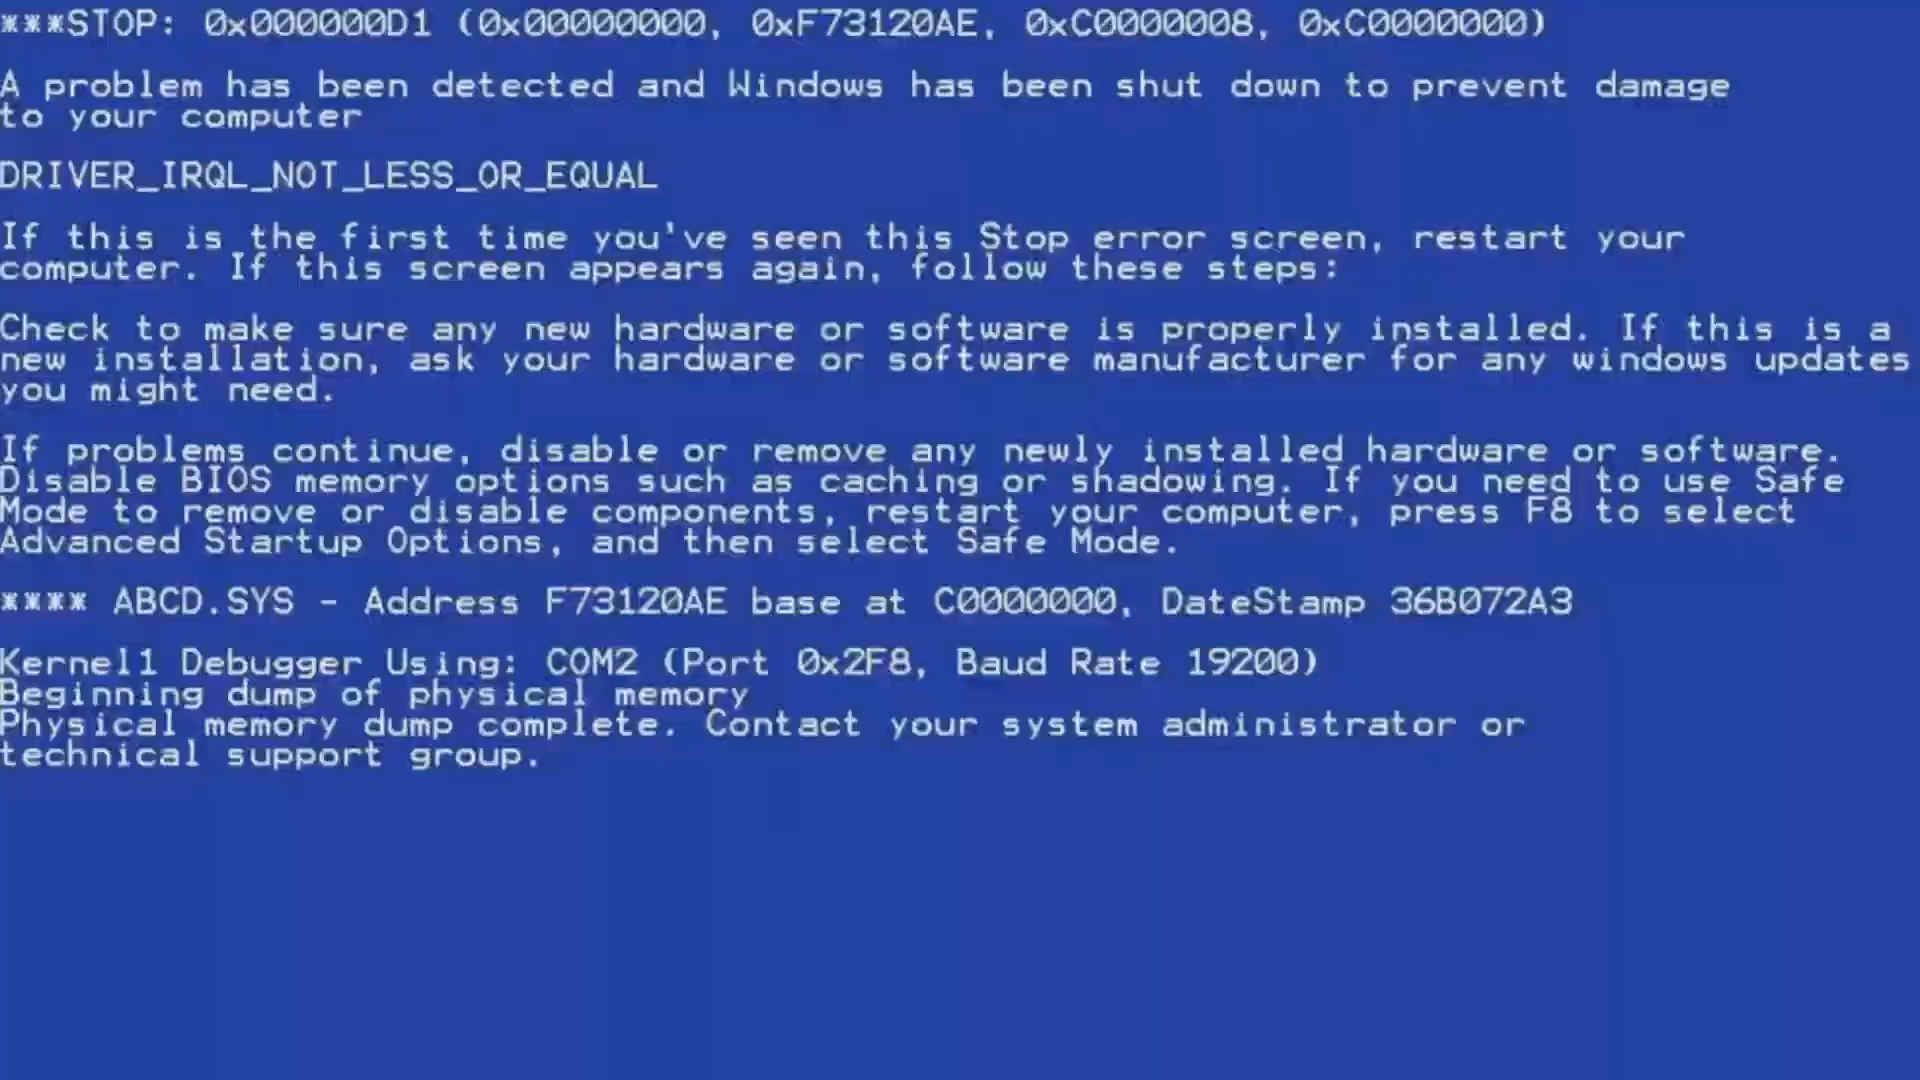 ***STOP: 0x000000D1 (0x00000000, 0xF73120AE, 0xC0000008, 0xC0000000)
A problem has been detected and Windows has been shut down to prevent damage
to your computer
DRIVER_IRQL_NOT_LESS_OR_EQUAL
If this is the first time you've seen this Stop error screen, restart your
computer. If this screen appears again, follow these steps:
Check to make sure any new hardware or software is properly installed. If this is a
new installation, ask your hardware or software manufacturer for any windows updates
you might need.
If problems continue, disable or remove any newly installed hardware or software.
Disable BIOS memory options such as caching or shadowing. If you need to use Safe
Mode to remove or disable components, restart your computer, press F8 to select
Advanced Startup Options, and then select Safe Mode.
**** ABCD.SYS - Address F73120AE base at C0000000, DateStamp 36B072A3
Kernel1 Debugger Using: COM2 (Port 0x2F8, Baud Rate 19200)
Beginning dump of physical memory
Physical memory dump complete. Contact your system administrator or
technical support group.